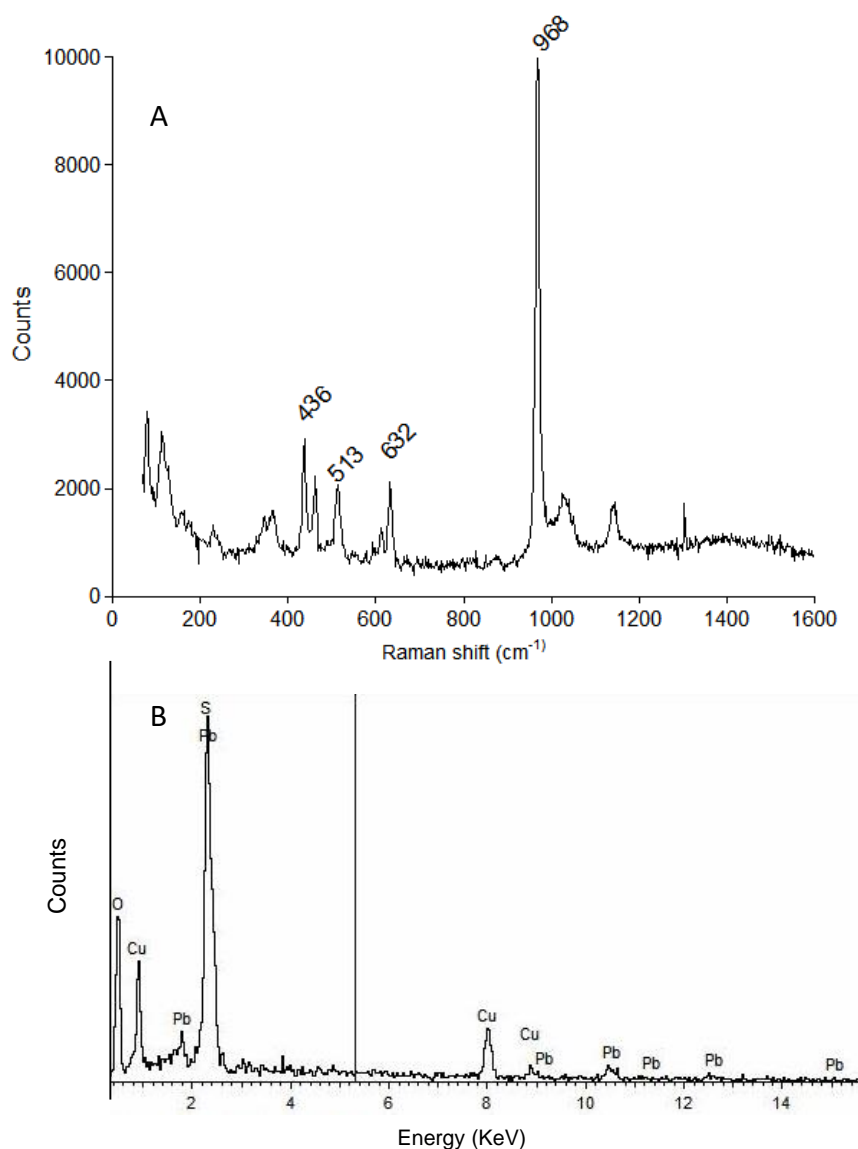 A
Counts
10000
8000
6000
4000
2000
0
968
436
513
632
0 200 400 600 800 1000 1200 1400 1600
Raman shift (cm-1)
B
Counts
S
Pb
O
Cu
Pb
Cu
Cu
Pb
Pb
Pb
Pb
Pb
2 4 6 8 10 12 14
Energy (KeV)